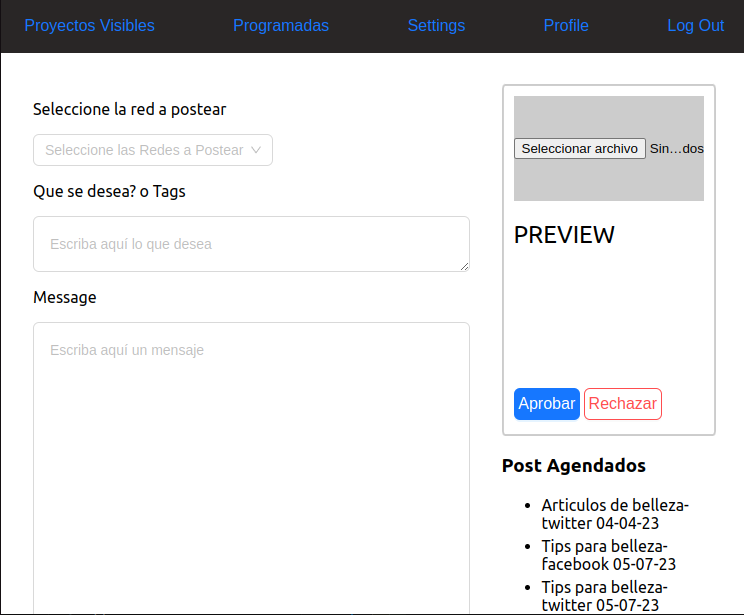 Proyectos Visibles Programadas Settings Profile Log Out
Seleccione la red a postear
Seleccione las Redes a Postear
Que se desea? o Tags
Escriba aquí lo que desea
Message
Escriba aquí un mensaje
Seleccionar archivo Sin…dos
PREVIEW
Aprobar Rechazar
Post Agendados
• Articulos de belleza-
twitter 04-04-23
• Tips para belleza-
facebook 05-07-23
• Tips para belleza-
twitter 05-07-23